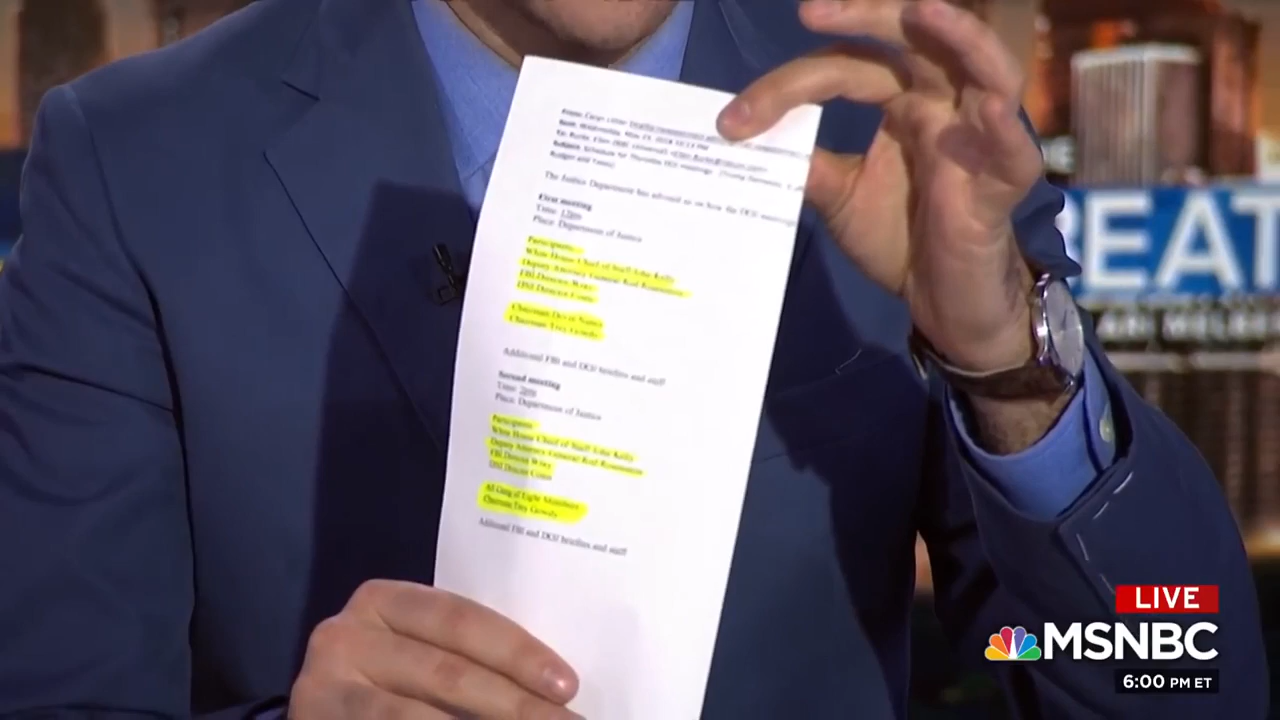 The Justice Department has advised us on how the DOJ meetings
First meeting
Time: 12pm
Place: Department of Justice
Participants:
White House Chief of Staff John Kelly
Deputy Attorney General Rod Rosenstein
FBI Director Wray
DNI Director Coats
Chairman Devin Nunes
Chairman Trey Gowdy
Additional FBI and DOJ briefers and staff
Second meeting
Time: 2pm
Place: Department of Justice
Participants:
White House Chief of Staff John Kelly
Deputy Attorney General Rod Rosenstein
FBI Director Wray
DNI Director Coats
All Gang of Eight Members
Chairman Trey Gowdy
Additional FBI and DOJ briefers and staff
THE
BEAT
ARI MELBE
LIVE
MSNBC
6:00 PM ET